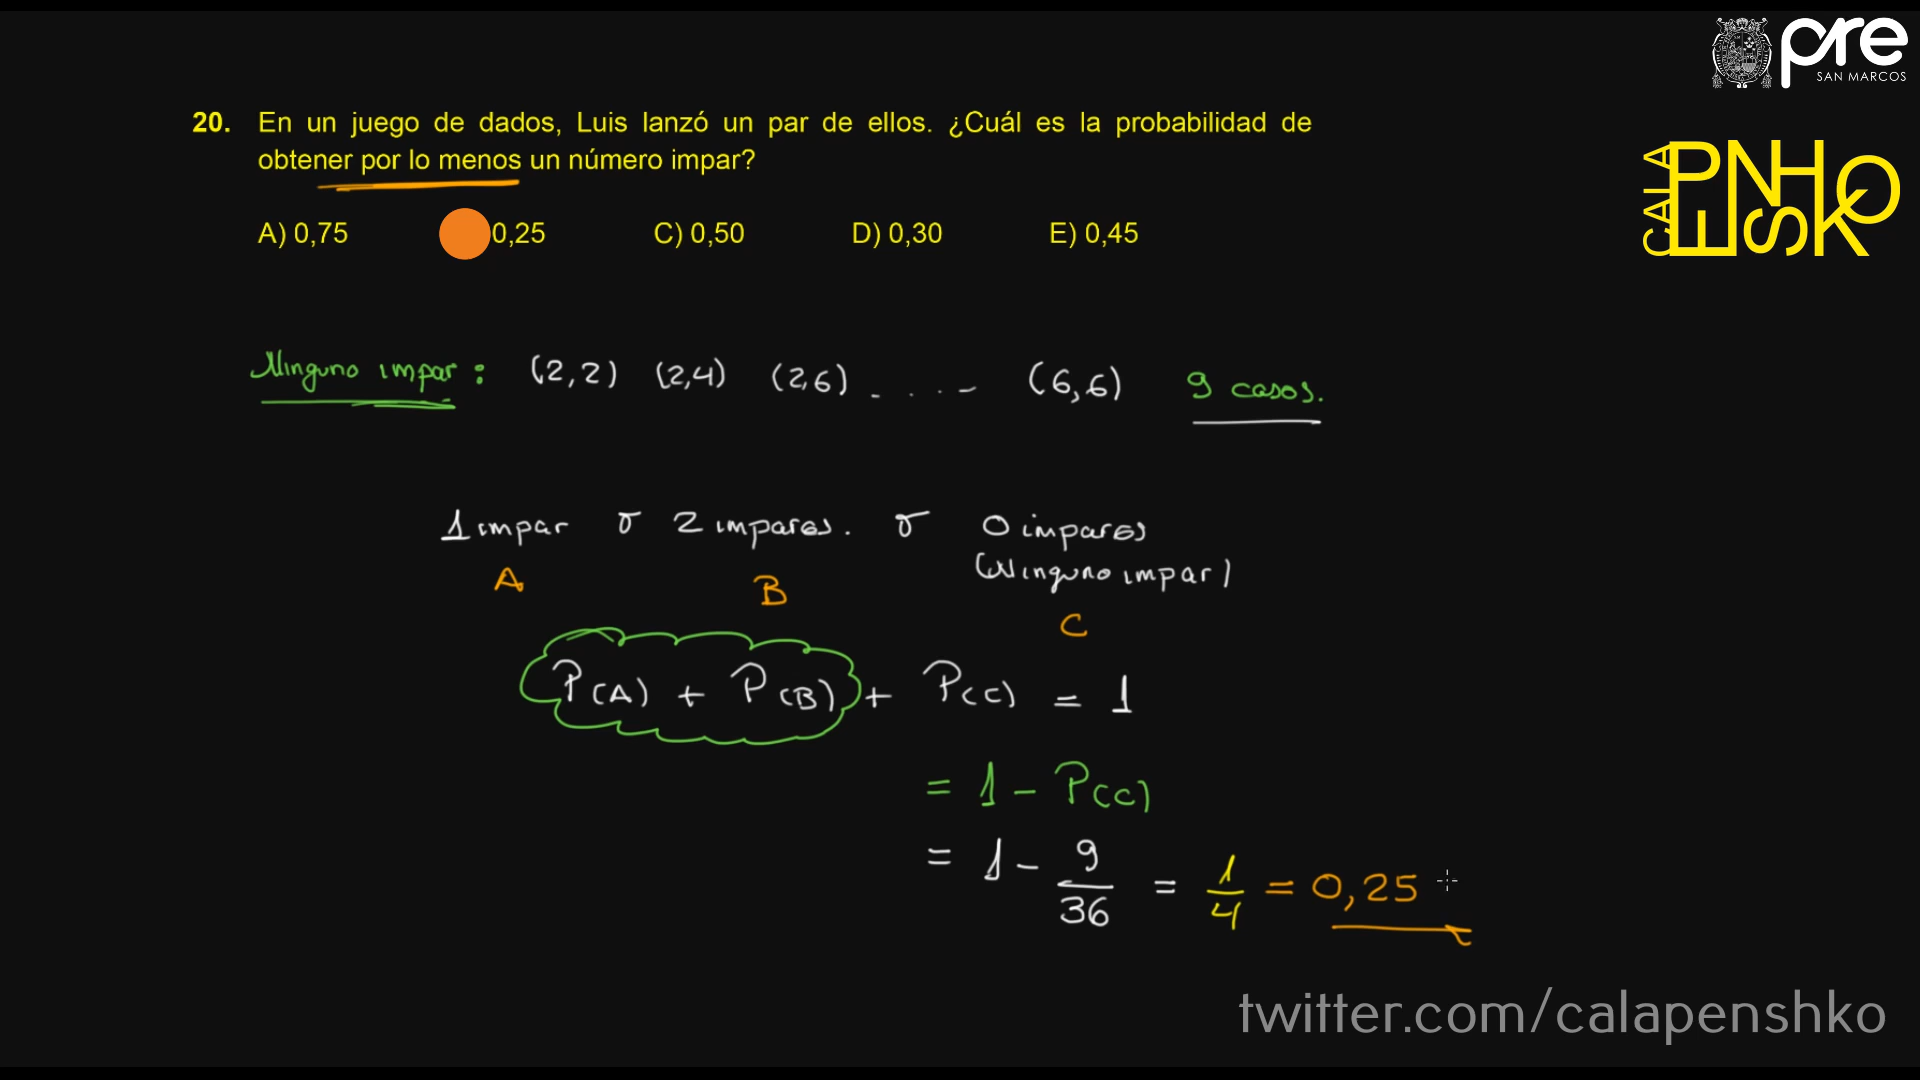 pre
SAN MARCOS
CALA
PNH
ESKO
20. En un juego de dados, Luis lanzó un par de ellos. ¿Cuál es la probabilidad de
obtener por lo menos un número impar?
A) 0,75 0,25 C) 0,50 D) 0,30 E) 0,45
Ninguno impar : (2,2) (2,4) (2,6) - . . . - (6,6) 9 casos.
1 impar o 2 impares. o 0 impares
(Ninguno impar)
A B
C
P(A) + P(B) + P(C) = 1
= 1 - P(C)
= 1 - 9/36 = 1/4 = 0,25
twitter.com/calapenshko